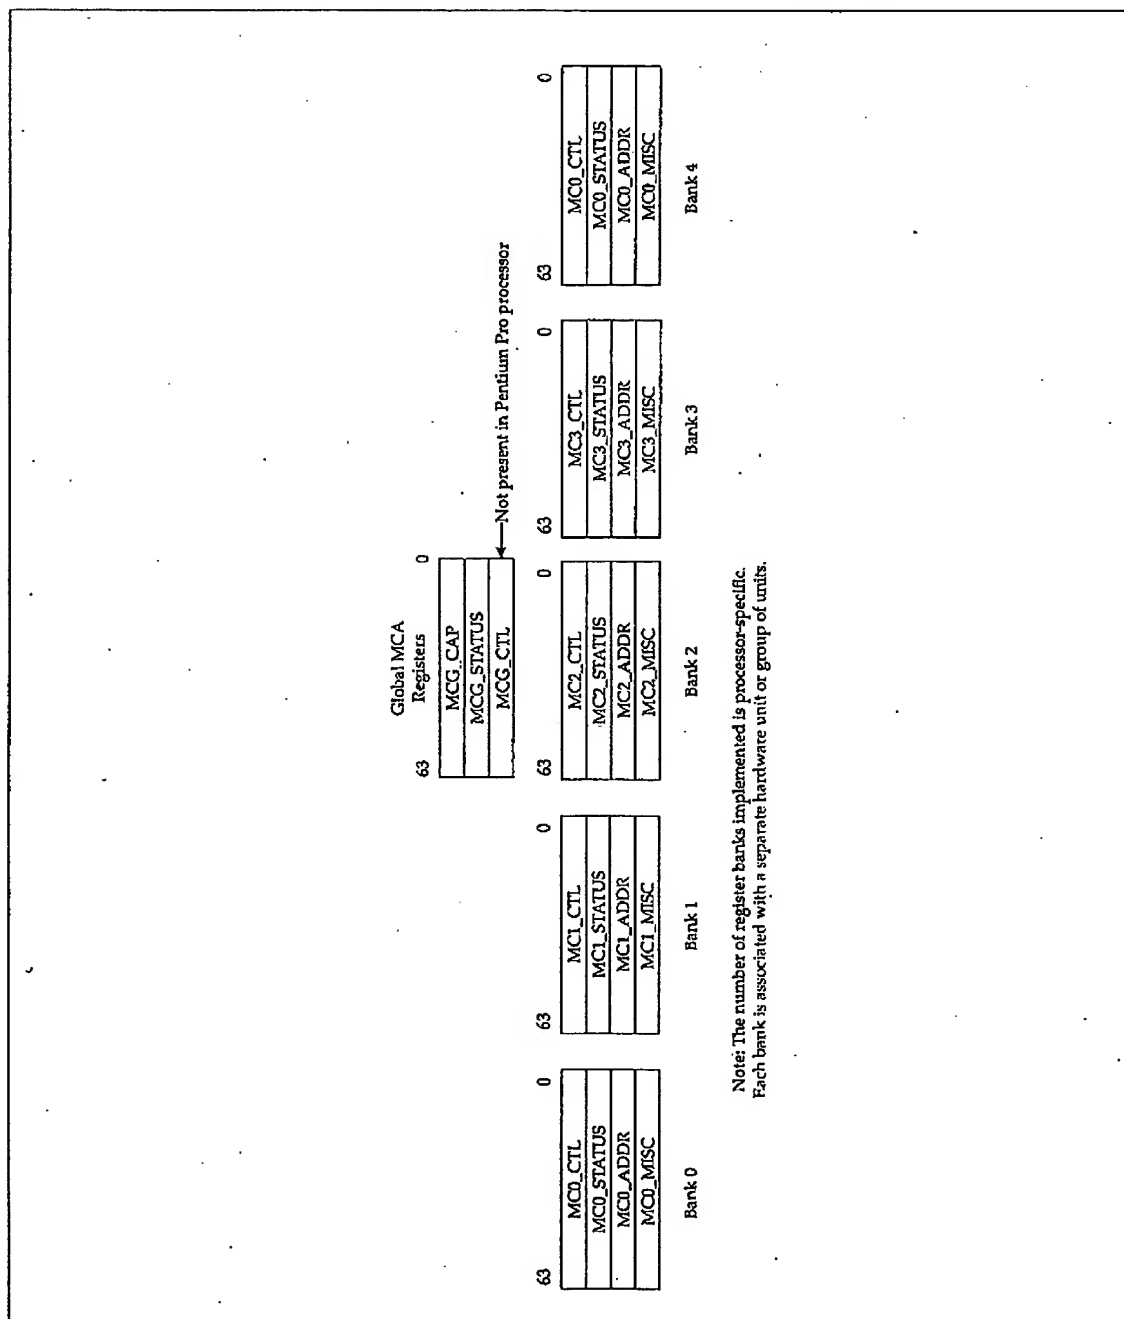 Global MCA
Registers
63 0
MCG_CAP
MCG_STATUS
MCG_CTL
Not present in Pentium Pro processor
63 0
MC0_CTL
MC0_STATUS
MC0_ADDR
MC0_MISC
Bank 0
63 0
MC1_CTL
MC1_STATUS
MC1_ADDR
MC1_MISC
Bank 1
63 0
MC2_CTL
MC2_STATUS
MC2_ADDR
MC2_MISC
Bank 2
63 0
MC3_CTL
MC3_STATUS
MC3_ADDR
MC3_MISC
Bank 3
63 0
MC0_CTL
MC0_STATUS
MC0_ADDR
MC0_MISC
Bank 4
Note: The number of register banks implemented is processor-specific.
Each bank is associated with a separate hardware unit or group of units.